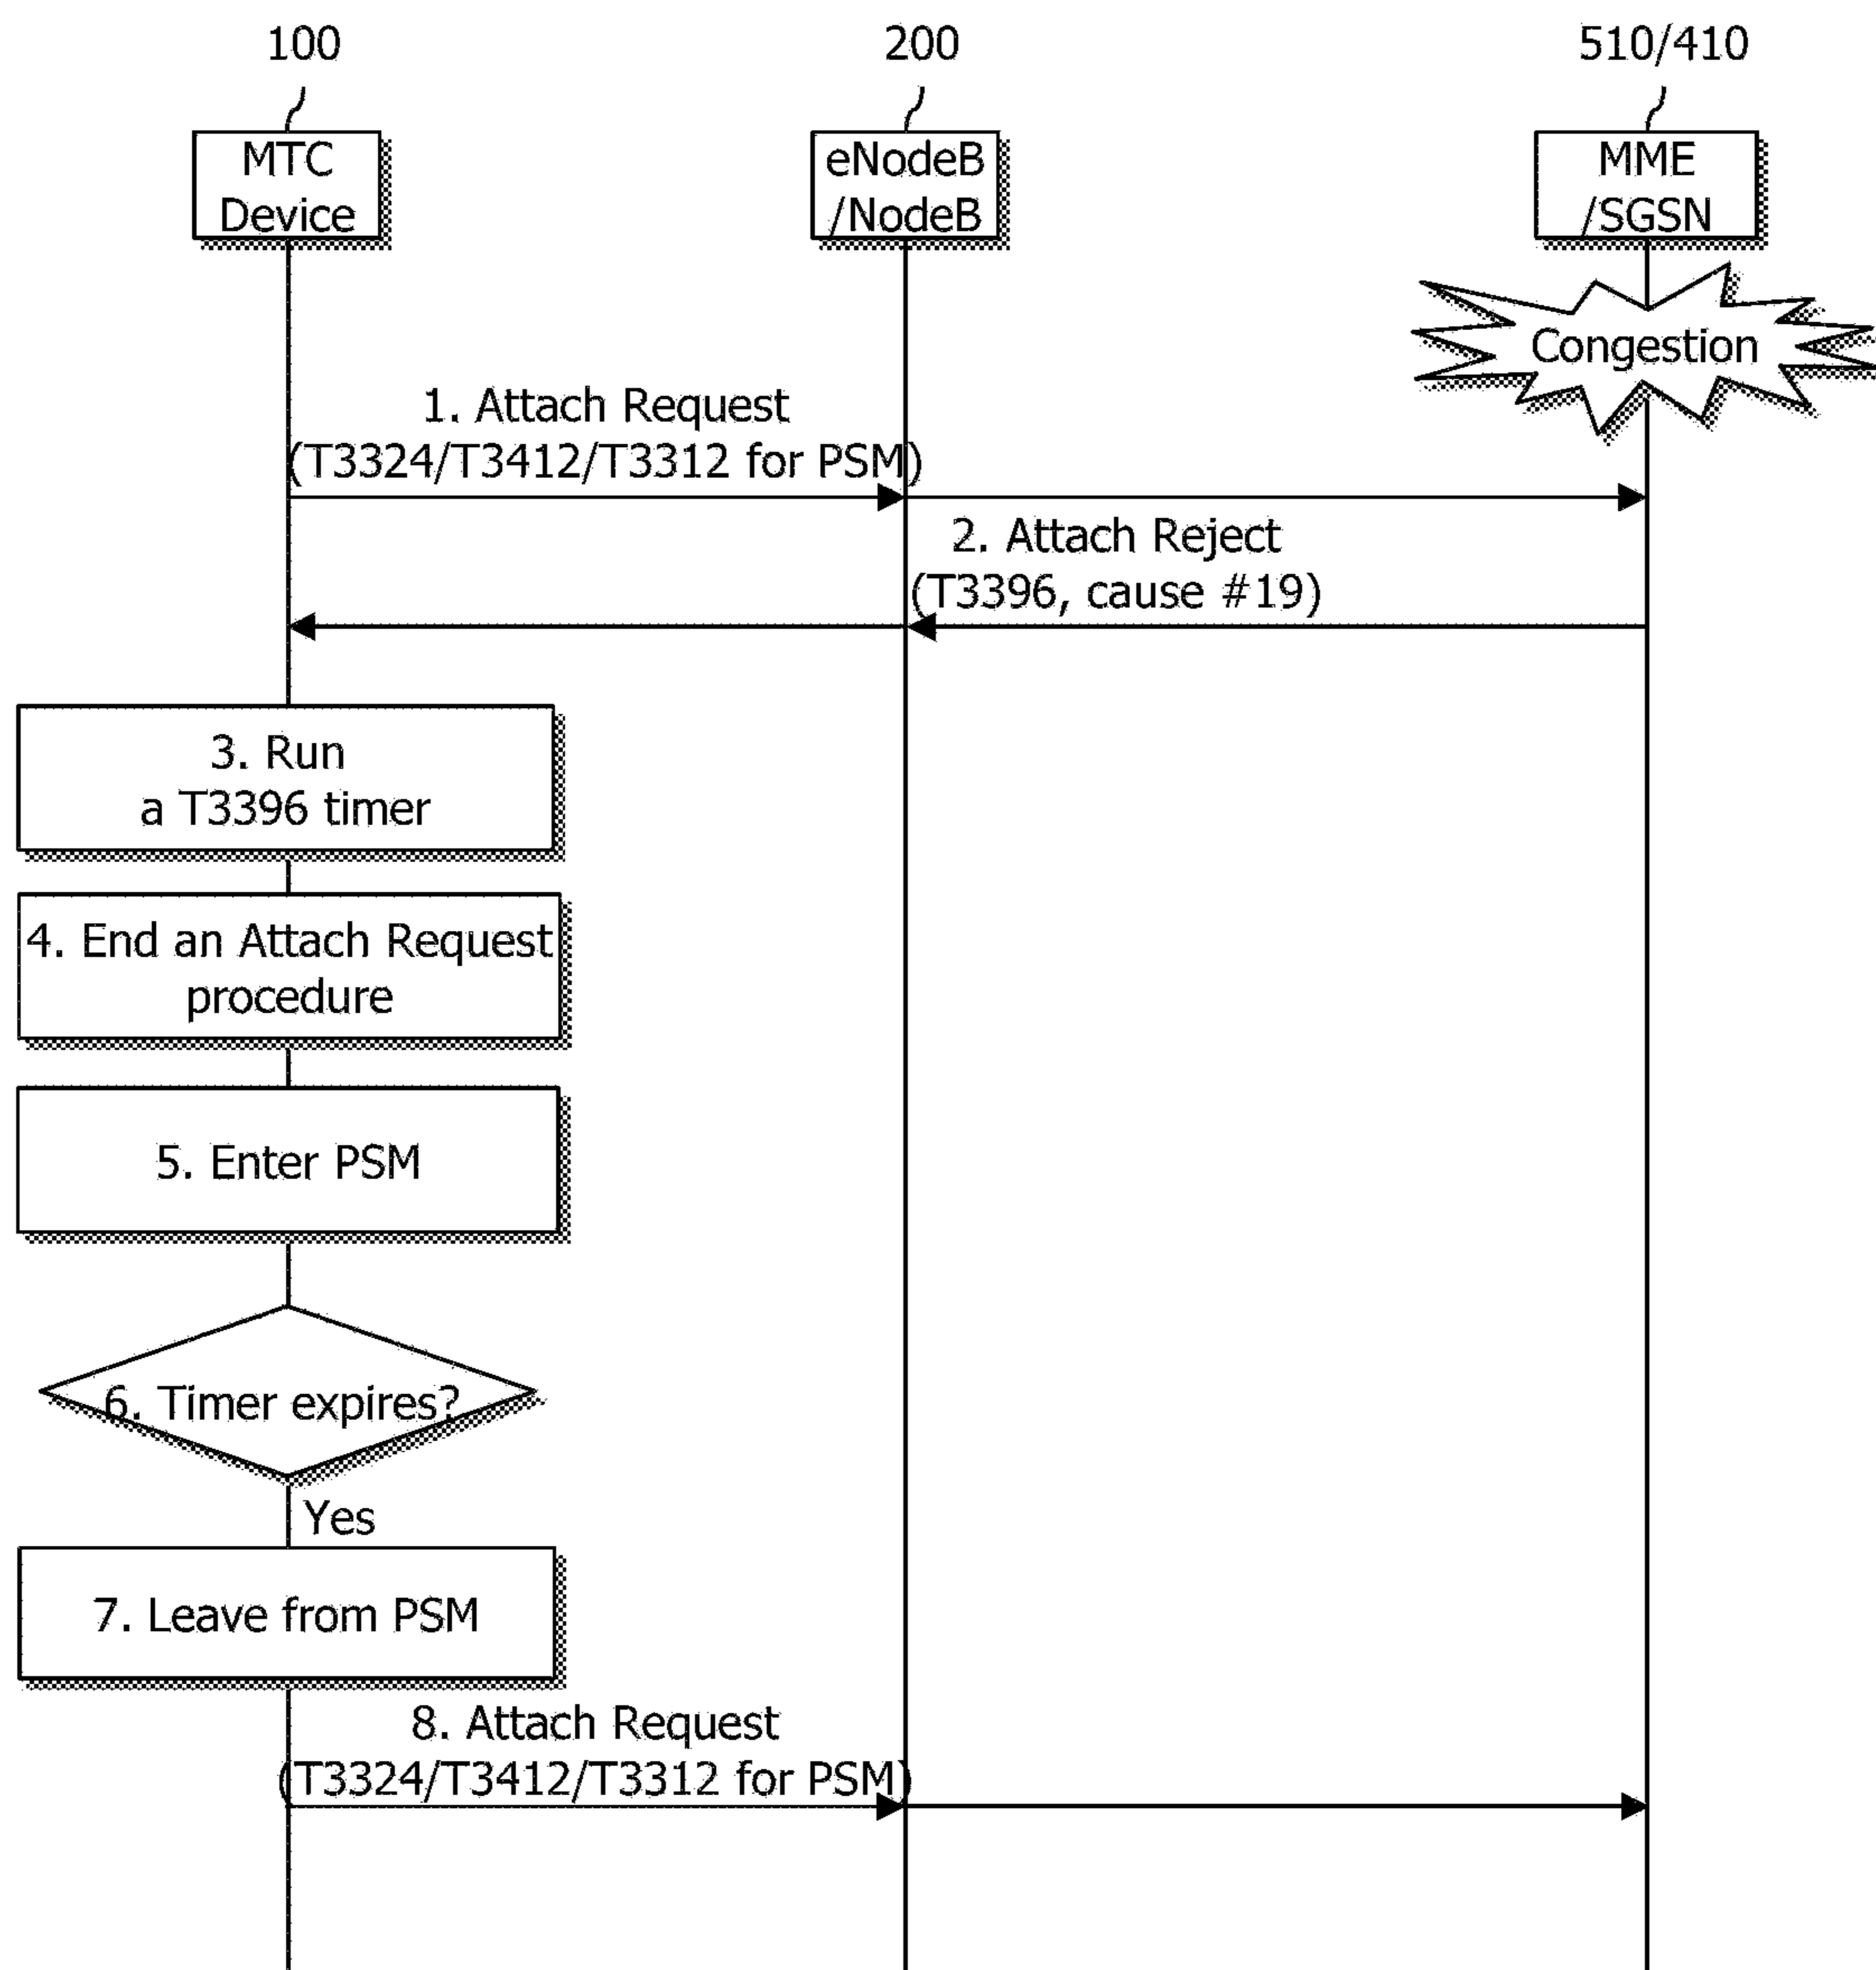 100
200
510/410
MTC
Device
eNodeB
/NodeB
MME
/SGSN
Congestion
1. Attach Request
(T3324/T3412/T3312 for PSM)
2. Attach Reject
(T3396, cause #19)
3. Run
a T3396 timer
4. End an Attach Request
procedure
5. Enter PSM
6. Timer expires?
Yes
7. Leave from PSM
8. Attach Request
(T3324/T3412/T3312 for PSM)